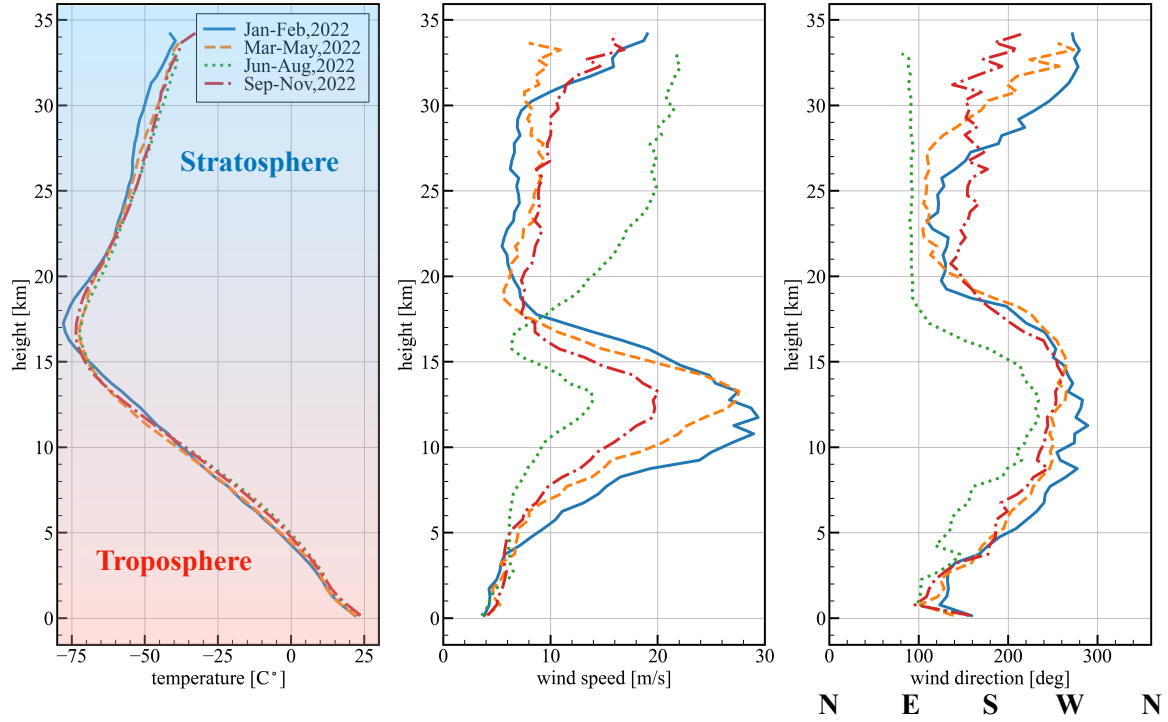 35
30
25
20
15
10
5
0
height [km]
Jan-Feb,2022
Mar-May,2022
Jun-Aug,2022
Sep-Nov,2022
Stratosphere
Troposphere
−75 −50 −25 0 25
temperature [C°]
35
30
25
20
15
10
5
0
height [km]
0 10 20 30
wind speed [m/s]
35
30
25
20
15
10
5
0
height [km]
0 100 200 300
wind direction [deg]
N E S W N